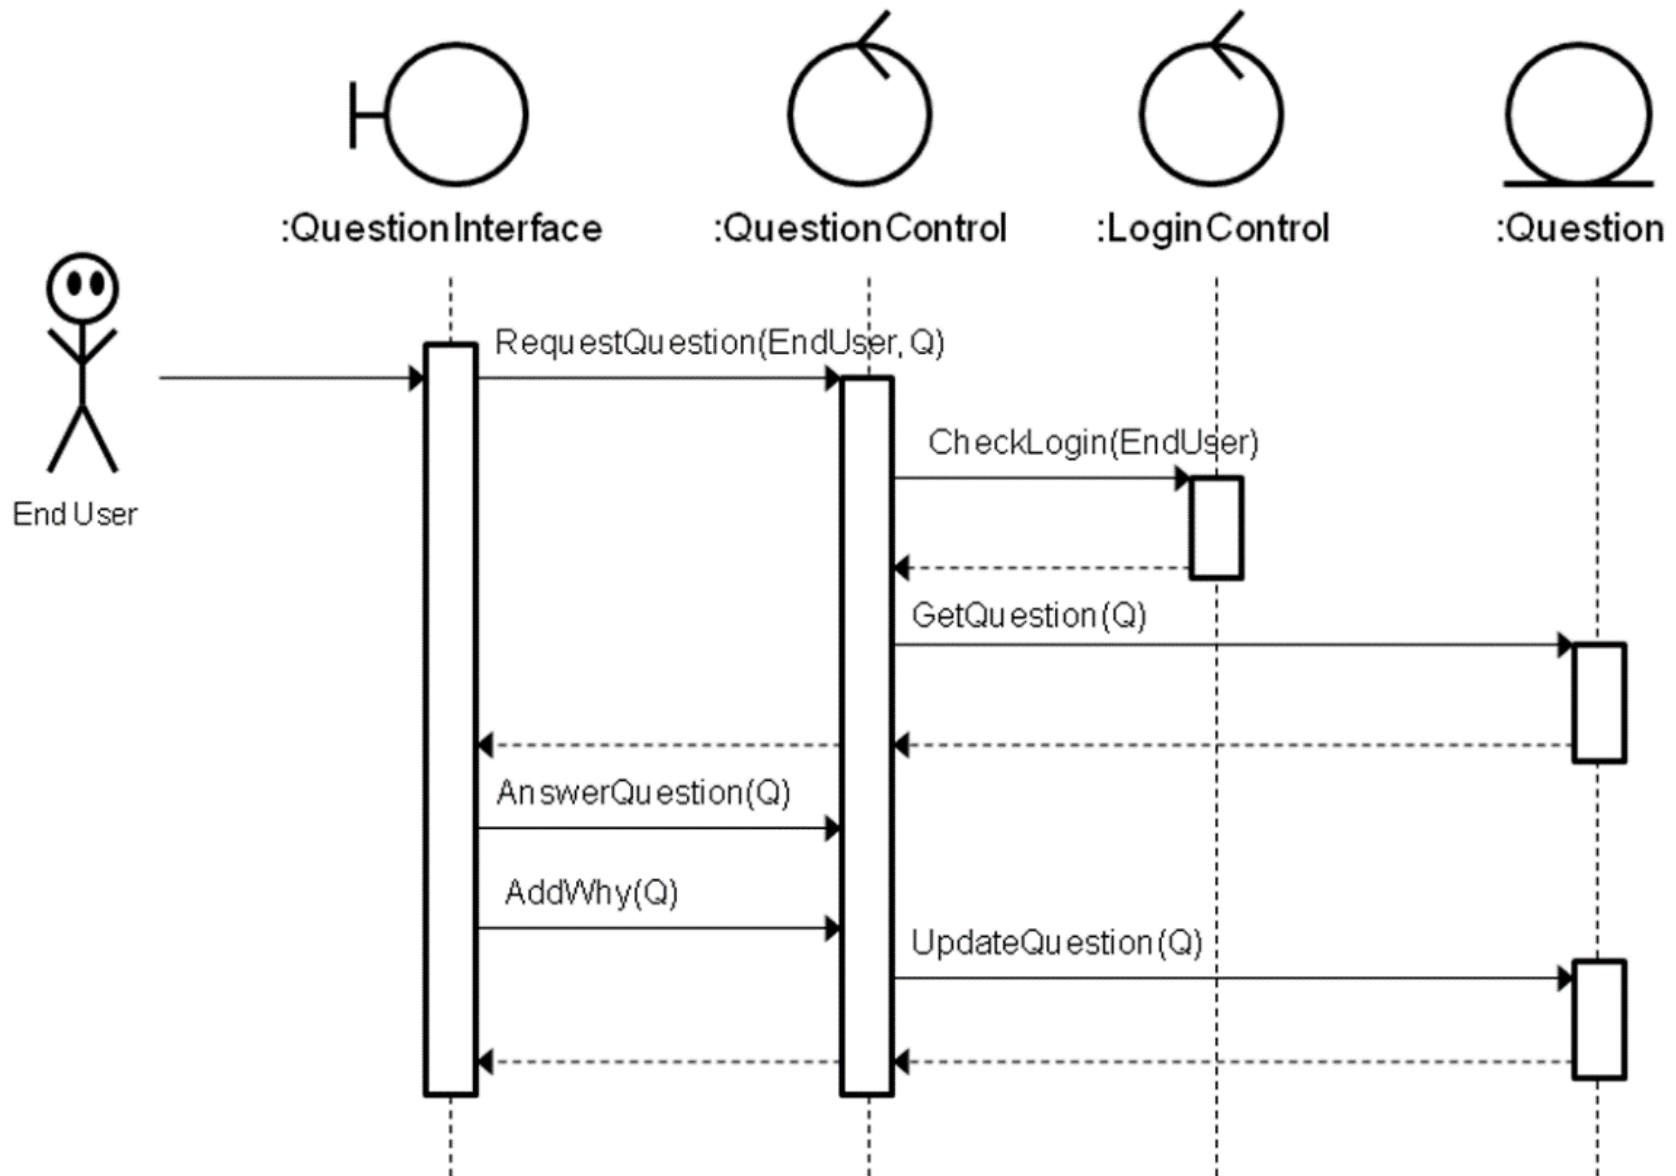 :QuestionInterface
:QuestionControl
:LoginControl
:Question
RequestQuestion(EndUser, Q)
CheckLogin(EndUser)
End User
GetQuestion(Q)
AnswerQuestion(Q)
AddWhy(Q)
UpdateQuestion(Q)